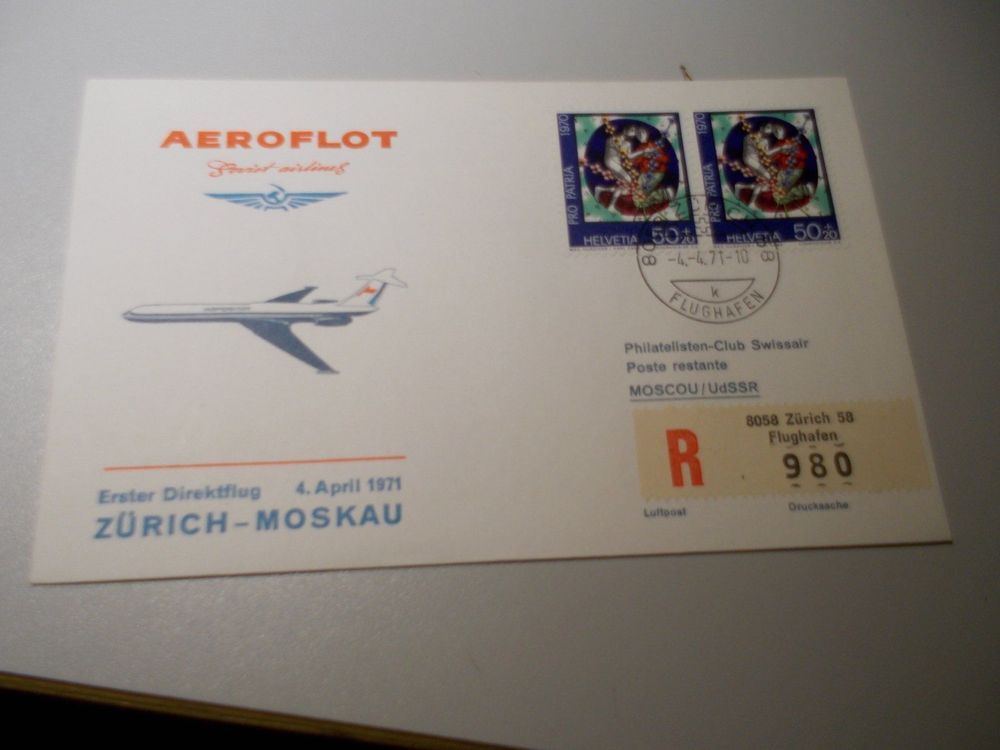 AEROFLOT
Soviet airlines
PRO PATRIA 1970
HELVETIA 50+20
PRO PATRIA 1970
HELVETIA 50+20
-4.-4.71-10
k
FLUGHAFEN
Philatelisten-Club Swissair
Poste restante
MOSCOU/UdSSR
R
8058 Zürich 58
Flughafen
980
Luftpost Drucksache
Erster Direktflug 4. April 1971
ZÜRICH-MOSKAU